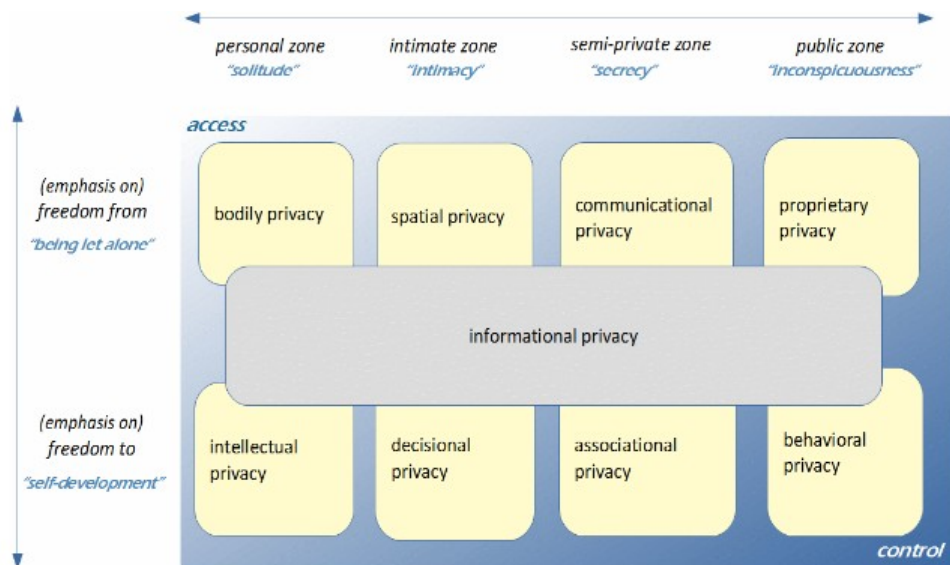 personal zone
"solitude"
intimate zone
"intimacy"
semi-private zone
"secrecy"
public zone
"inconspicuousness"
access
(emphasis on)
freedom from
"being let alone"
bodily privacy
spatial privacy
communicational
privacy
proprietary
privacy
informational privacy
(emphasis on)
freedom to
"self-development"
intellectual
privacy
decisional
privacy
associational
privacy
behavioral
privacy
control